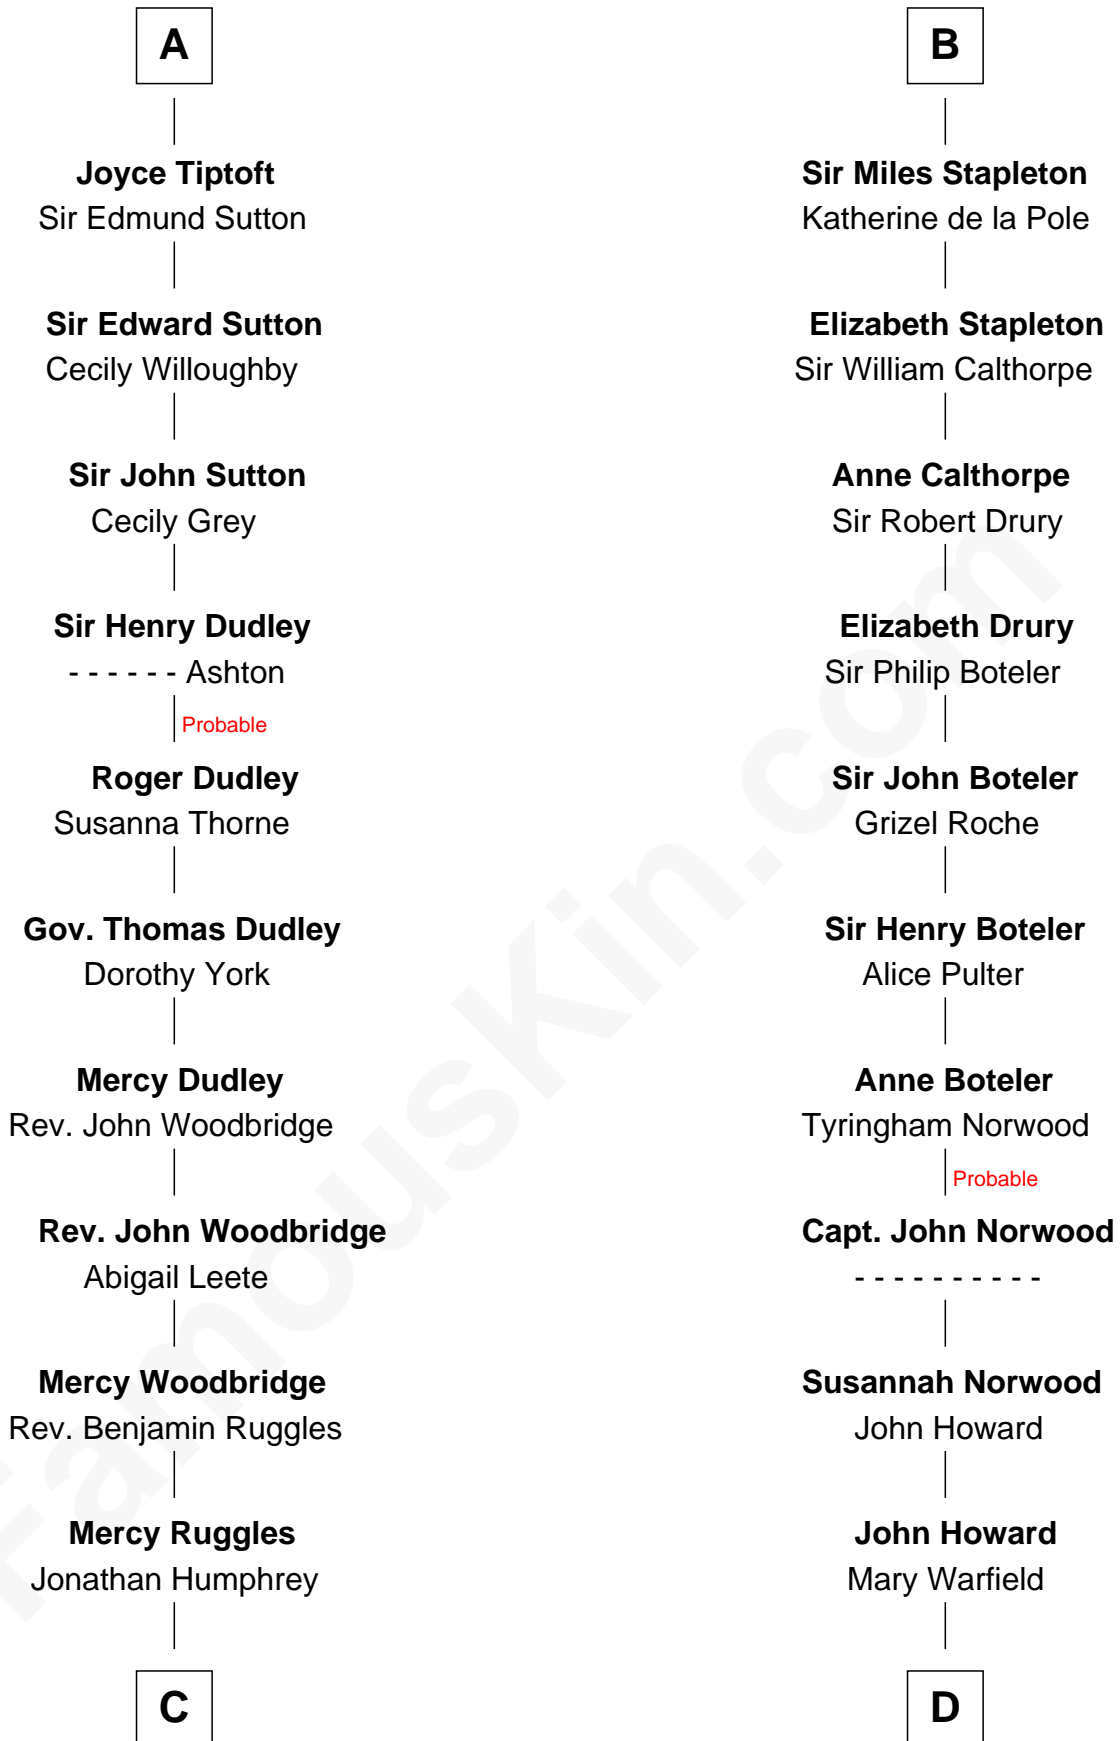 A
Joyce Tiptoft
Sir Edmund Sutton
Sir Edward Sutton
Cecily Willoughby
Sir John Sutton
Cecily Grey
Sir Henry Dudley
- - - - - - Ashton
Probable
Roger Dudley
Susanna Thorne
Gov. Thomas Dudley
Dorothy York
Mercy Dudley
Rev. John Woodbridge
Rev. John Woodbridge
Abigail Leete
Mercy Woodbridge
Rev. Benjamin Ruggles
Mercy Ruggles
Jonathan Humphrey
C
B
Sir Miles Stapleton
Katherine de la Pole
Elizabeth Stapleton
Sir William Calthorpe
Anne Calthorpe
Sir Robert Drury
Elizabeth Drury
Sir Philip Boteler
Sir John Boteler
Grizel Roche
Sir Henry Boteler
Alice Pulter
Anne Boteler
Tyringham Norwood
Probable
Capt. John Norwood
- - - - - - - - - -
Susannah Norwood
John Howard
John Howard
Mary Warfield
D
FamousKin.com